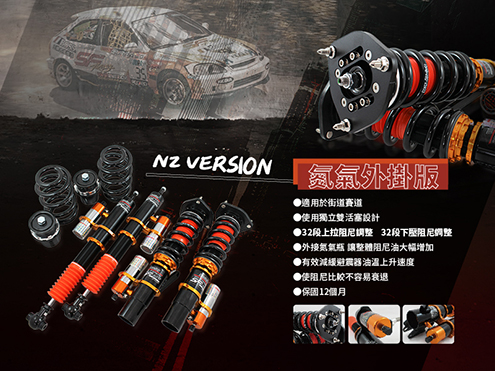 N2 VERSION
氮氣外掛版
●適用於街道賽道
●使用獨立雙活塞設計
●32段上拉阻尼調整 32段下壓阻尼調整
●外接氮氣瓶 讓整體阻尼油大幅增加
●有效減緩避震器油溫上升速度
●使阻尼比較不容易衰退
●保固12個月